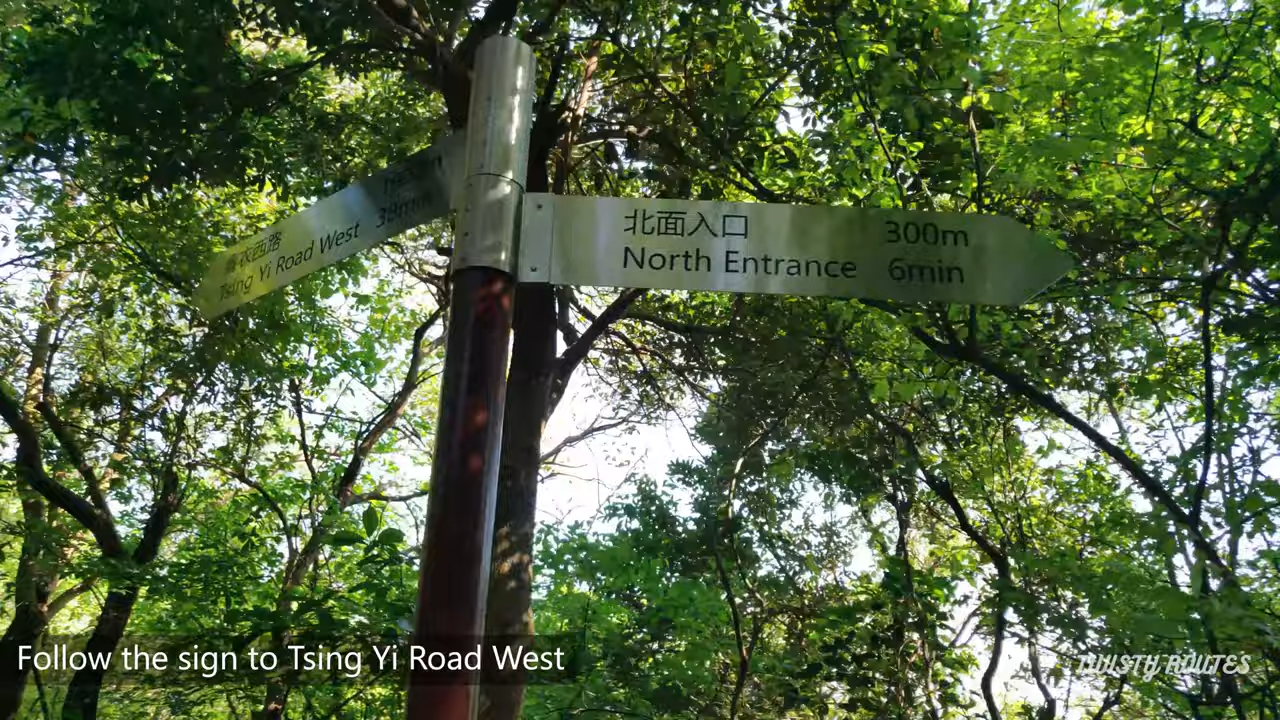 青衣西路
Tsing Yi Road West 38min
北面入口 300m
North Entrance 6min
Follow the sign to Tsing Yi Road West
TWISTY ROUTES